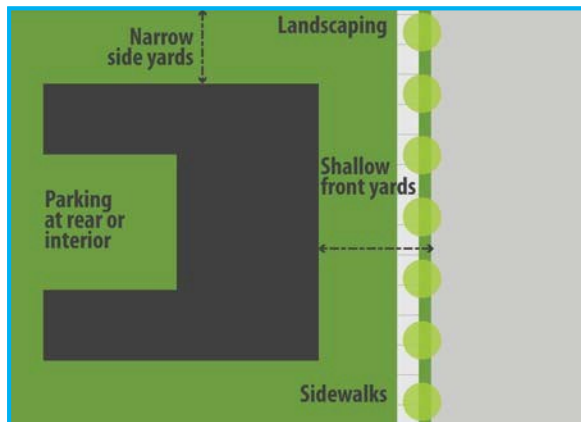 Landscaping
Narrow
side yards
Shallow
front yards
Parking
at rear or
interior
Sidewalks